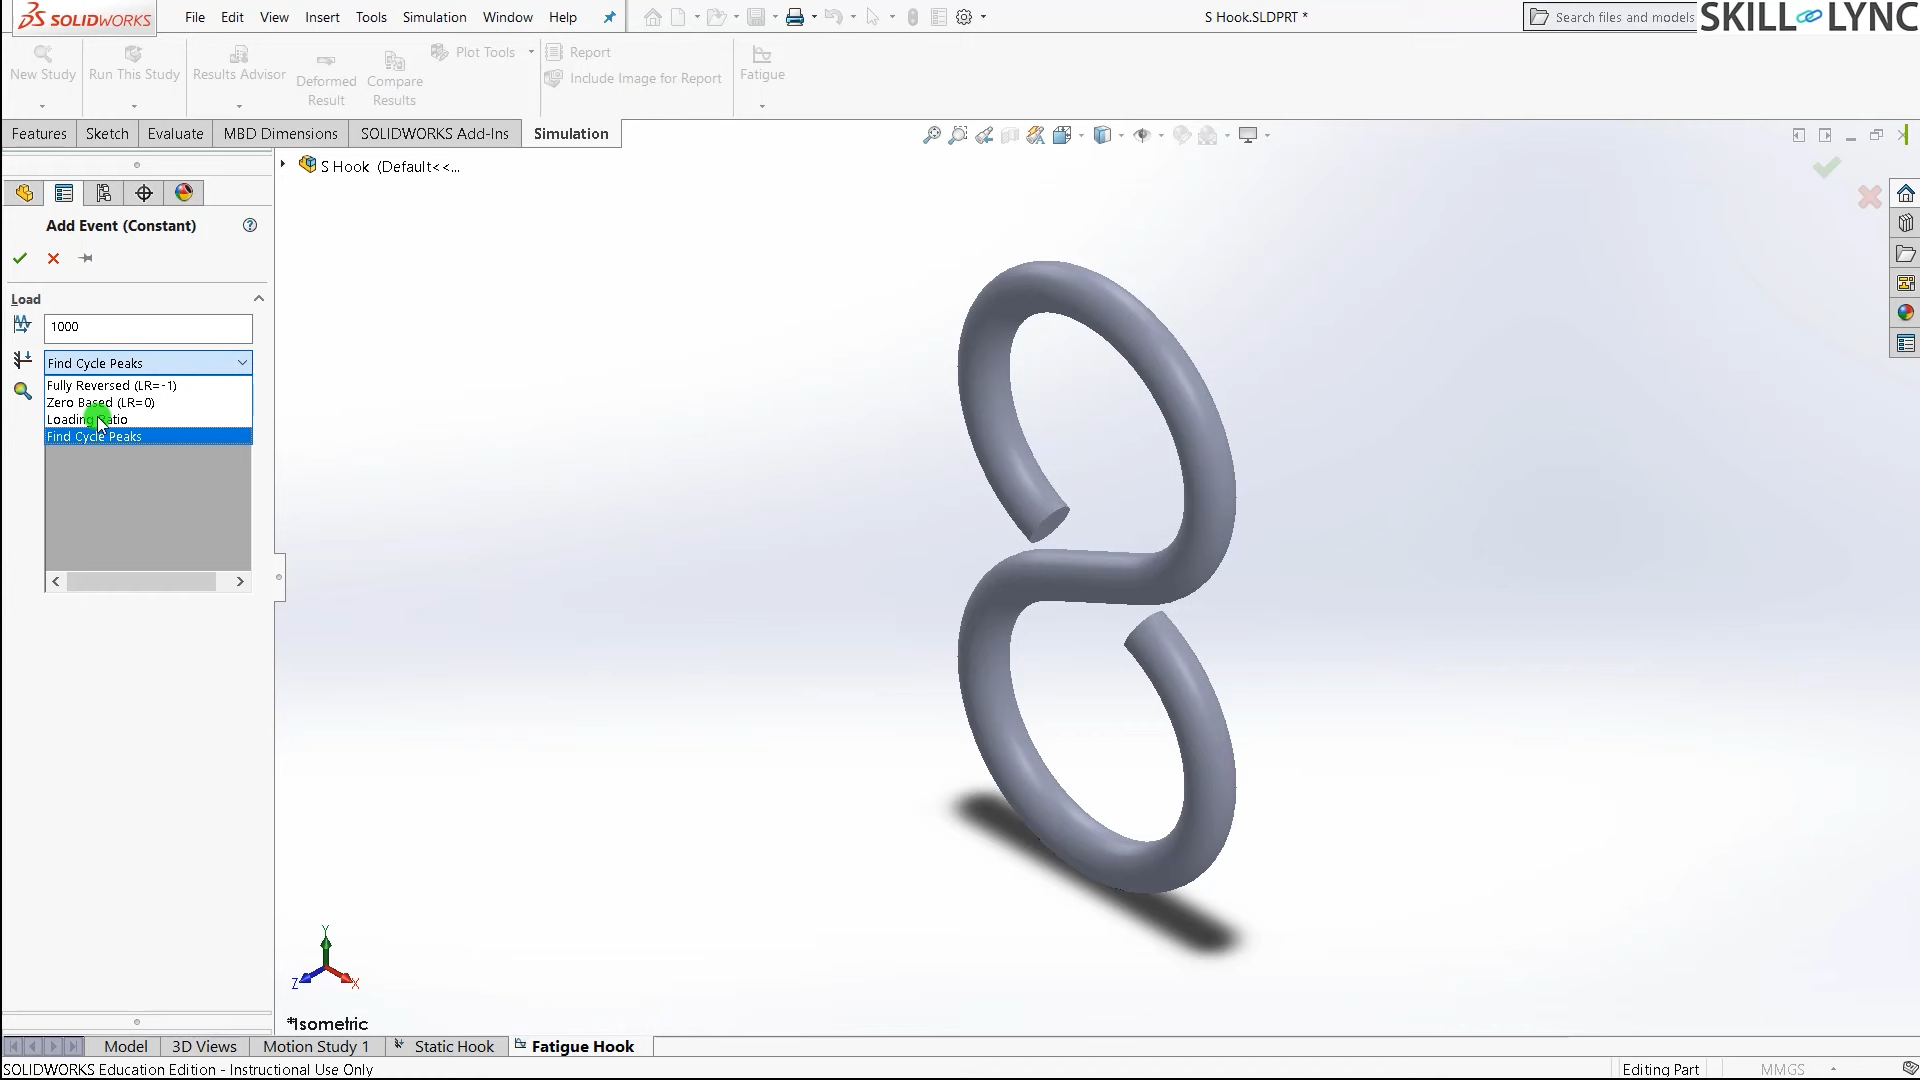 SOLIDWORKS
File Edit View Insert Tools Simulation Window Help
S Hook.SLDPRT *
Search files and models
SKILL LYNC
New Study
Run This Study
Results Advisor
Deformed
Result
Compare
Results
Plot Tools
Report
Include Image for Report
Fatigue
Features Sketch Evaluate MBD Dimensions SOLIDWORKS Add-Ins Simulation
S Hook (Default<<...
Add Event (Constant)
Load
1000
Find Cycle Peaks
Fully Reversed (LR=-1)
Zero Based (LR=0)
Loading Ratio
Find Cycle Peaks
Y
Z
X
*Isometric
Model 3D Views Motion Study 1 Static Hook Fatigue Hook
SOLIDWORKS Education Edition - Instructional Use Only
Editing Part
MMGS